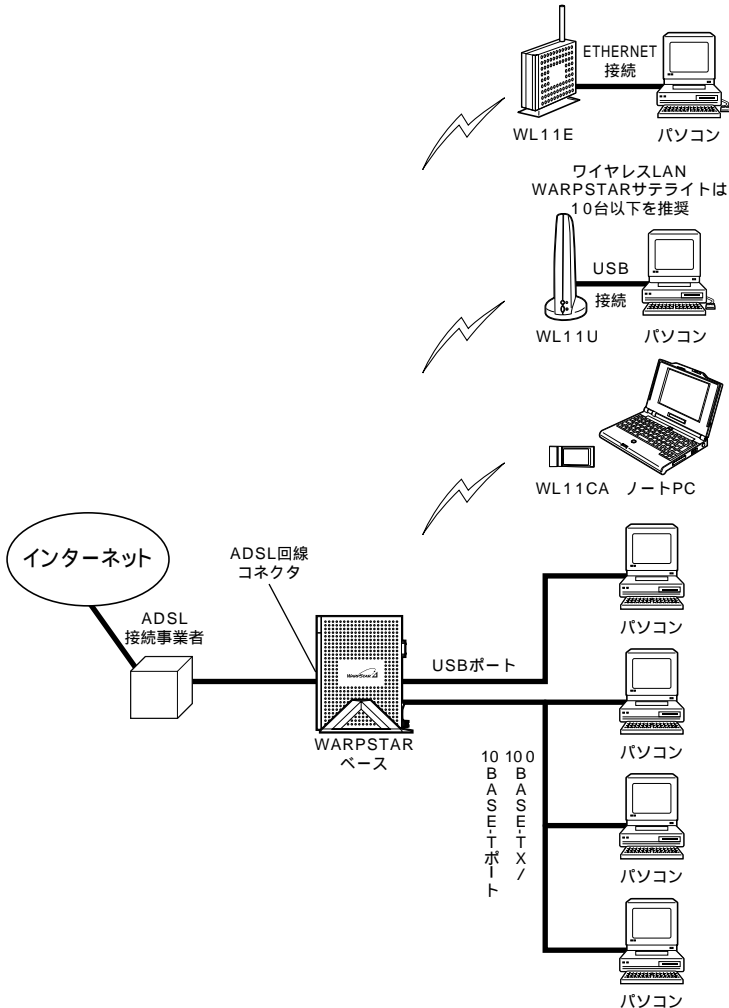 ETHERNET
接続
WL11E
パソコン
ワイヤレスLAN
WARPSTARサテライトは
10台以下を推奨
USB
接続
WL11U
パソコン
WL11CA
ノートPC
インターネット
ADSL回線
コネクタ
ADSL
接続事業者
WARPSTAR
USBポート
WARPSTAR
ベース
100BASE-TX/
10BASE-Tポート
パソコン
パソコン
パソコン
パソコン